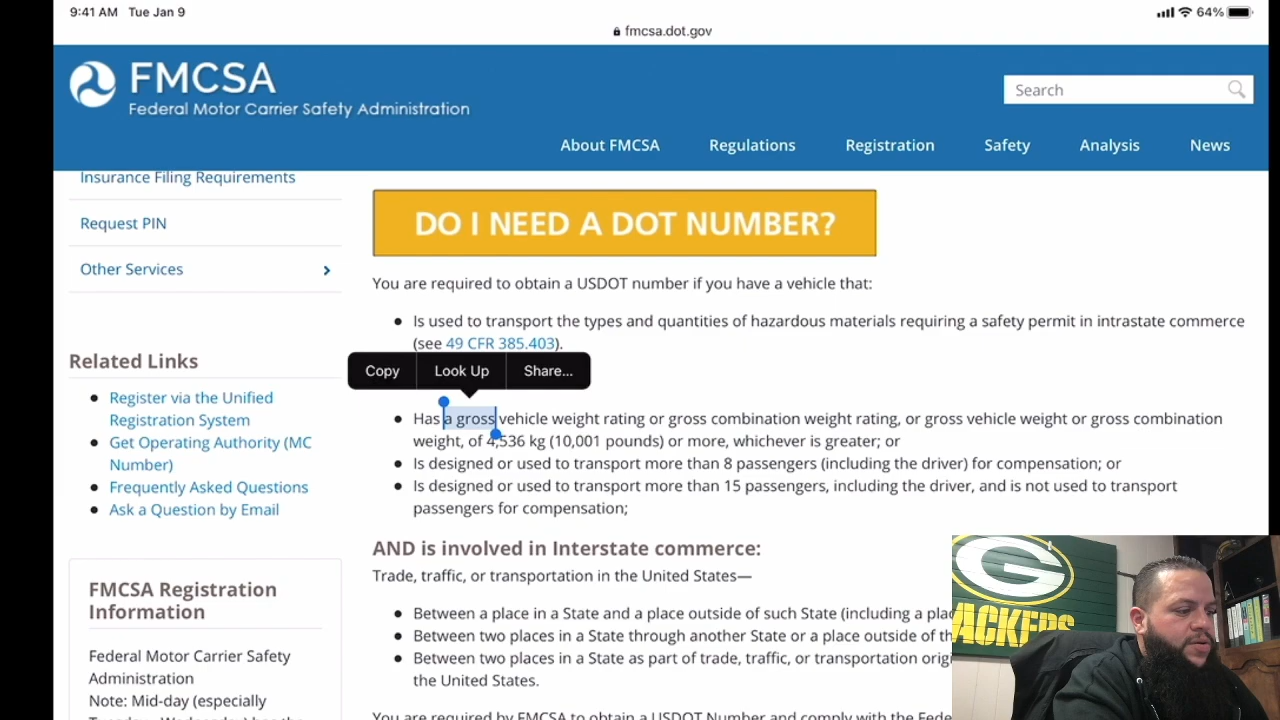 9:41 AM Tue Jan 9
64%
fmcsa.dot.gov
FMCSA
Federal Motor Carrier Safety Administration
Search
About FMCSA Regulations Registration Safety Analysis News
Insurance Filing Requirements
Request PIN
Other Services
Related Links
Register via the Unified
Registration System
Get Operating Authority (MC
Number)
Frequently Asked Questions
Ask a Question by Email
FMCSA Registration
Information
Federal Motor Carrier Safety
Administration
Note: Mid-day (especially
DO I NEED A DOT NUMBER?
You are required to obtain a USDOT number if you have a vehicle that:
Is used to transport the types and quantities of hazardous materials requiring a safety permit in intrastate commerce
(see 49 CFR 385.403).
Copy Look Up Share...
Has a gross vehicle weight rating or gross combination weight rating, or gross vehicle weight or gross combination
weight, of 4,536 kg (10,001 pounds) or more, whichever is greater; or
Is designed or used to transport more than 8 passengers (including the driver) for compensation; or
Is designed or used to transport more than 15 passengers, including the driver, and is not used to transport
passengers for compensation;
AND is involved in Interstate commerce:
Trade, traffic, or transportation in the United States—
Between a place in a State and a place outside of such State (including a
Between two places in a State through another State or a place outside of
Between two places in a State as part of trade, traffic, or transportation
the United States.
You are required by FMCSA to obtain a USDOT Number and comply with the
G
PACKERS